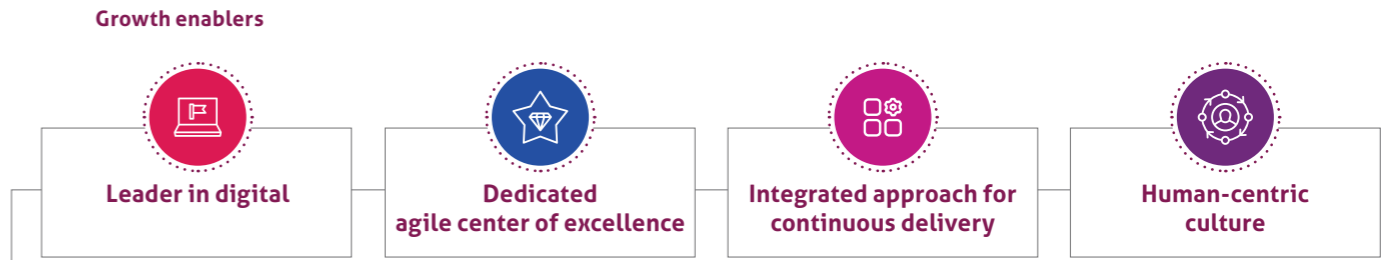 Growth enablers
Leader in digital
Dedicated
agile center of excellence
Integrated approach for
continuous delivery
Human-centric
culture